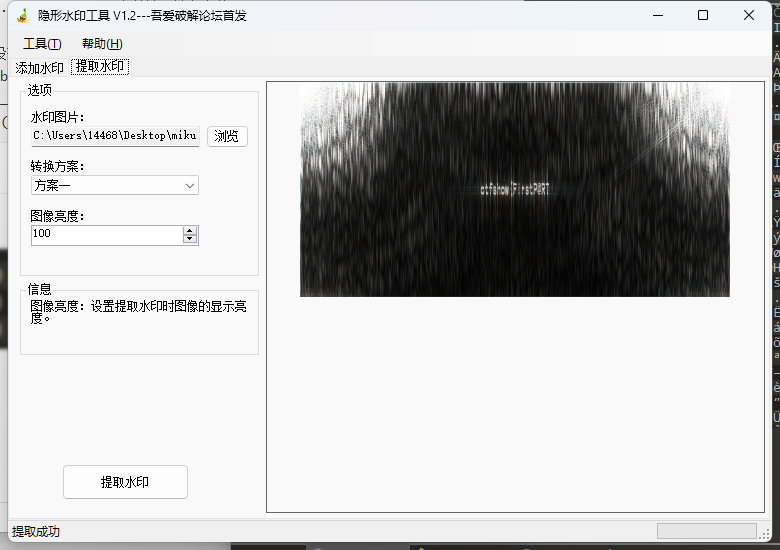 隐形水印工具 V1.2---吾爱破解论坛首发
工具(T) 帮助(H)
添加水印 提取水印
选项
水印图片：
C:\Users\14468\Desktop\miku
浏览
转换方案：
方案一
图像亮度：
100
信息
图像亮度：设置提取水印时图像的显示亮
度。
提取水印
ctfshow{FirstP@RT
提取成功